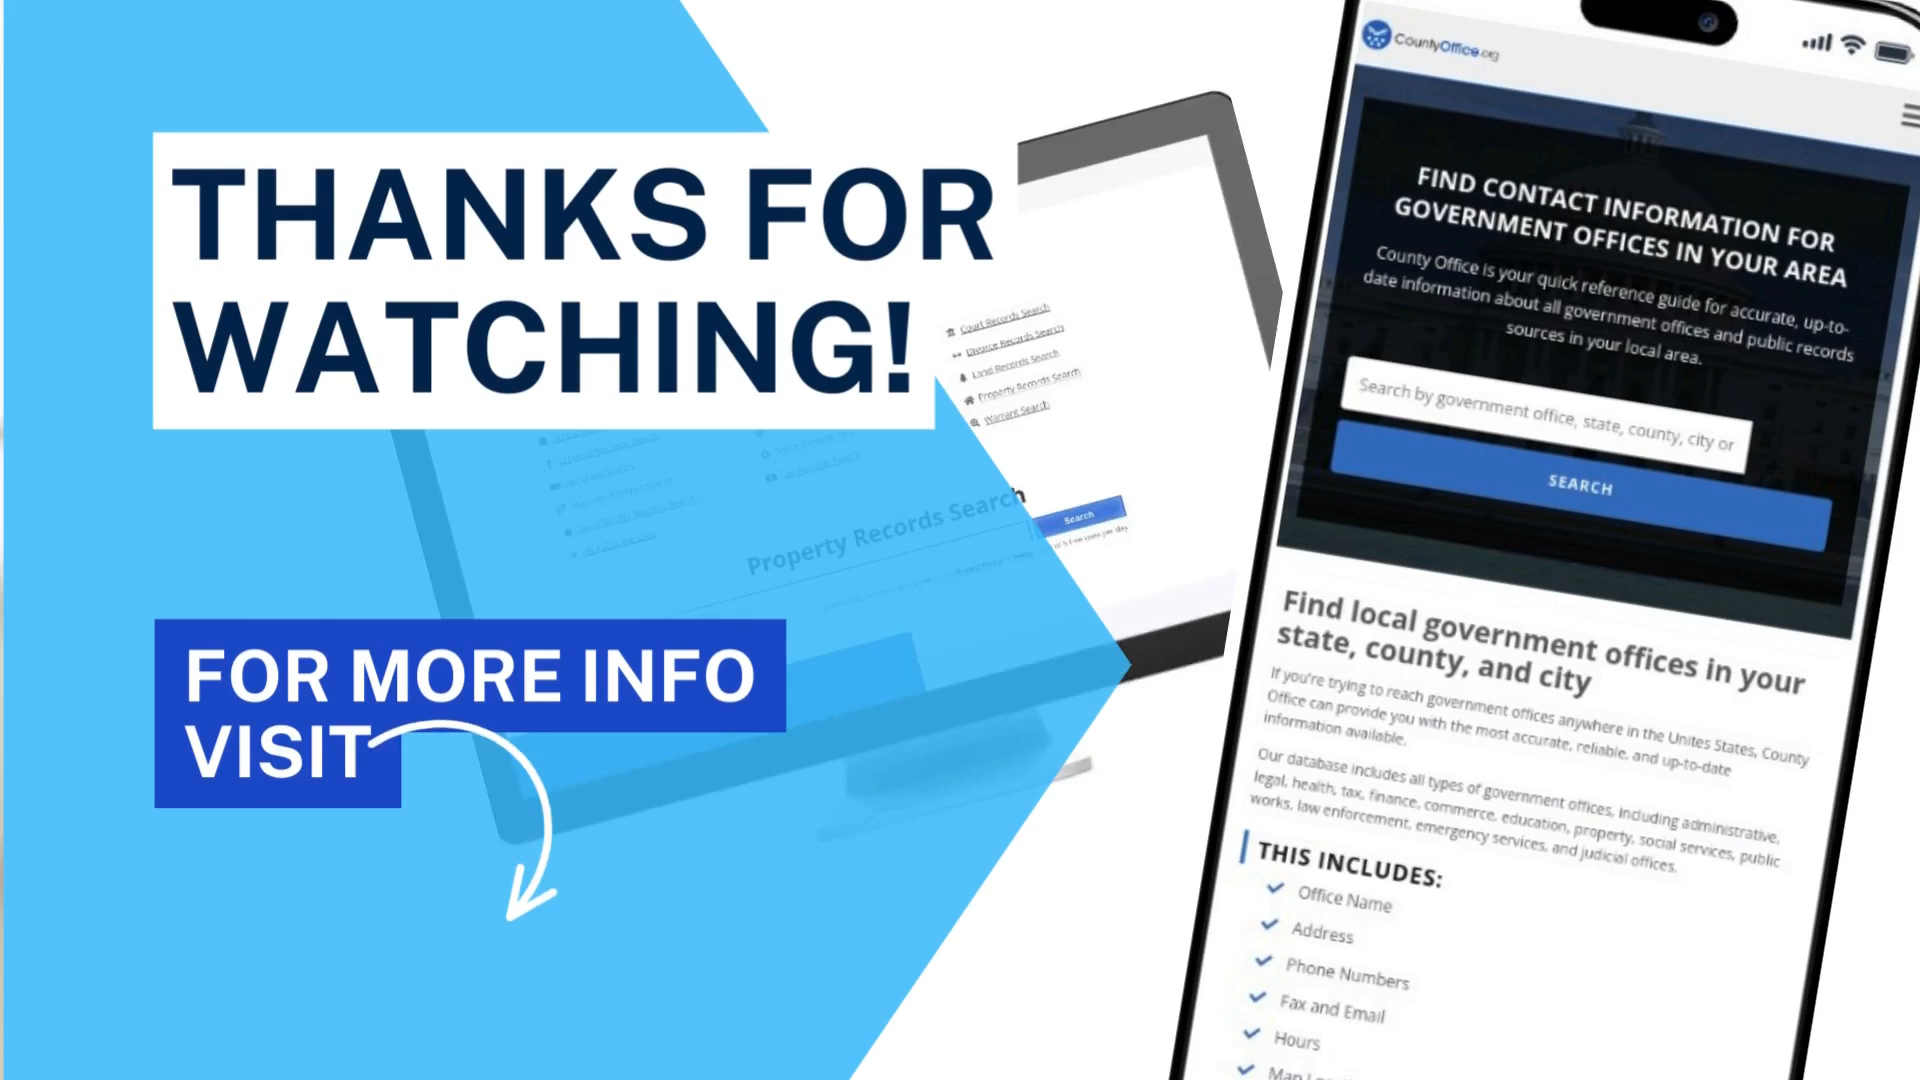 THANKS FOR
WATCHING!
FOR MORE INFO
VISIT
Court Records Search
Divorce Records Search
Land Records Search
Property Records Search
Warrant Search
Property Records Search
Search
of 5 free uses per day
CountyOffice.org
FIND CONTACT INFORMATION FOR
GOVERNMENT OFFICES IN YOUR AREA
County Office is your quick reference guide for accurate, up-to-
date information about all government offices and public records
sources in your local area.
Search by government office, state, county, city or
SEARCH
Find local government offices in your
state, county, and city
If you're trying to reach government offices anywhere in the Unites States, County
Office can provide you with the most accurate, reliable, and up-to-date
information available.
Our database includes all types of government offices, including administrative,
legal, health, tax, finance, commerce, education, property, social services, public
works, law enforcement, emergency services, and judicial offices.
THIS INCLUDES:
Office Name
Address
Phone Numbers
Fax and Email
Hours